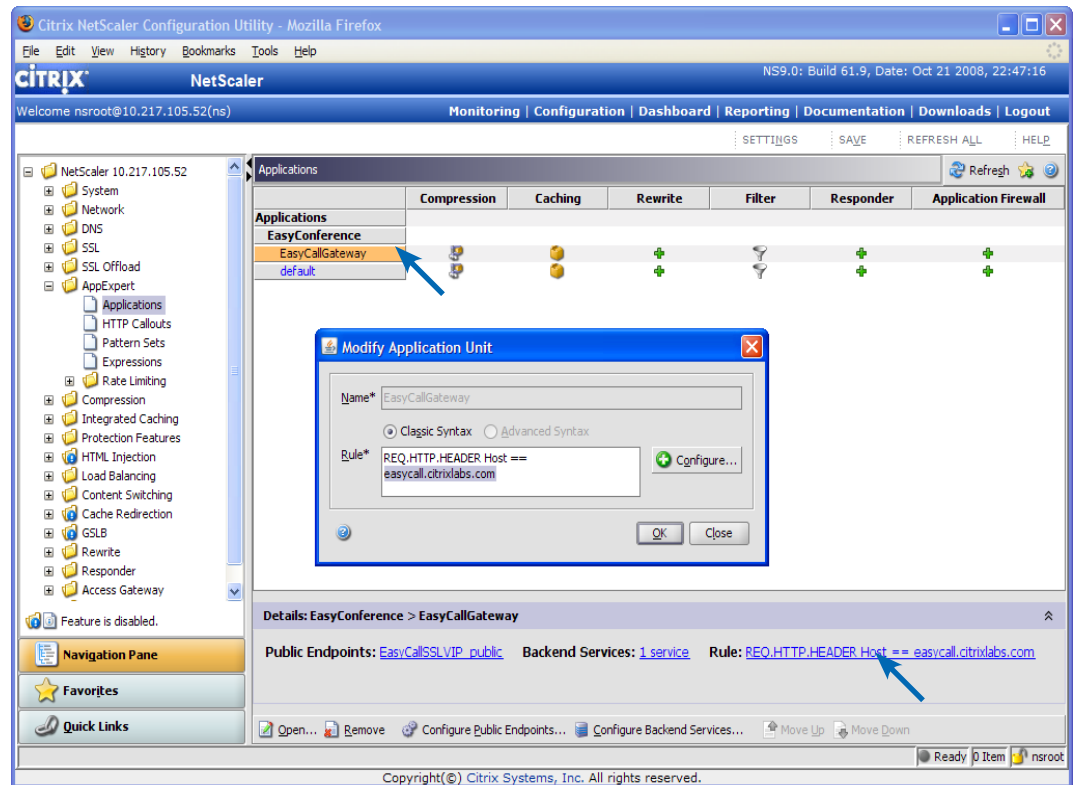 Citrix NetScaler Configuration Utility - Mozilla Firefox
File Edit View History Bookmarks Tools Help
CİTRIX NetScaler
NS9.0: Build 61.9, Date: Oct 21 2008, 22:47:16
Welcome nsroot@10.217.105.52(ns)
Monitoring | Configuration | Dashboard | Reporting | Documentation | Downloads | Logout
SETTINGS SAVE REFRESH ALL HELP
NetScaler 10.217.105.52
System
Network
DNS
SSL
SSL Offload
AppExpert
Applications
HTTP Callouts
Pattern Sets
Expressions
Rate Limiting
Compression
Integrated Caching
Protection Features
HTML Injection
Load Balancing
Content Switching
Cache Redirection
GSLB
Rewrite
Responder
Access Gateway
Feature is disabled.
Navigation Pane
Favorites
Quick Links
Applications
Refresh
Compression Caching Rewrite Filter Responder Application Firewall
Applications
EasyConference
EasyCallGateway
default
Modify Application Unit
Name* EasyCallGateway
Classic Syntax Advanced Syntax
Rule* REQ.HTTP.HEADER Host ==
easycall.citrixlabs.com
Configure...
OK Close
Details: EasyConference > EasyCallGateway
Public Endpoints: EasyCallSSLVIP_public Backend Services: 1 service Rule: REQ.HTTP.HEADER Host == easycall.citrixlabs.com
Open... Remove Configure Public Endpoints... Configure Backend Services... Move Up Move Down
Ready 0 Item nsroot
Copyright(©) Citrix Systems, Inc. All rights reserved.